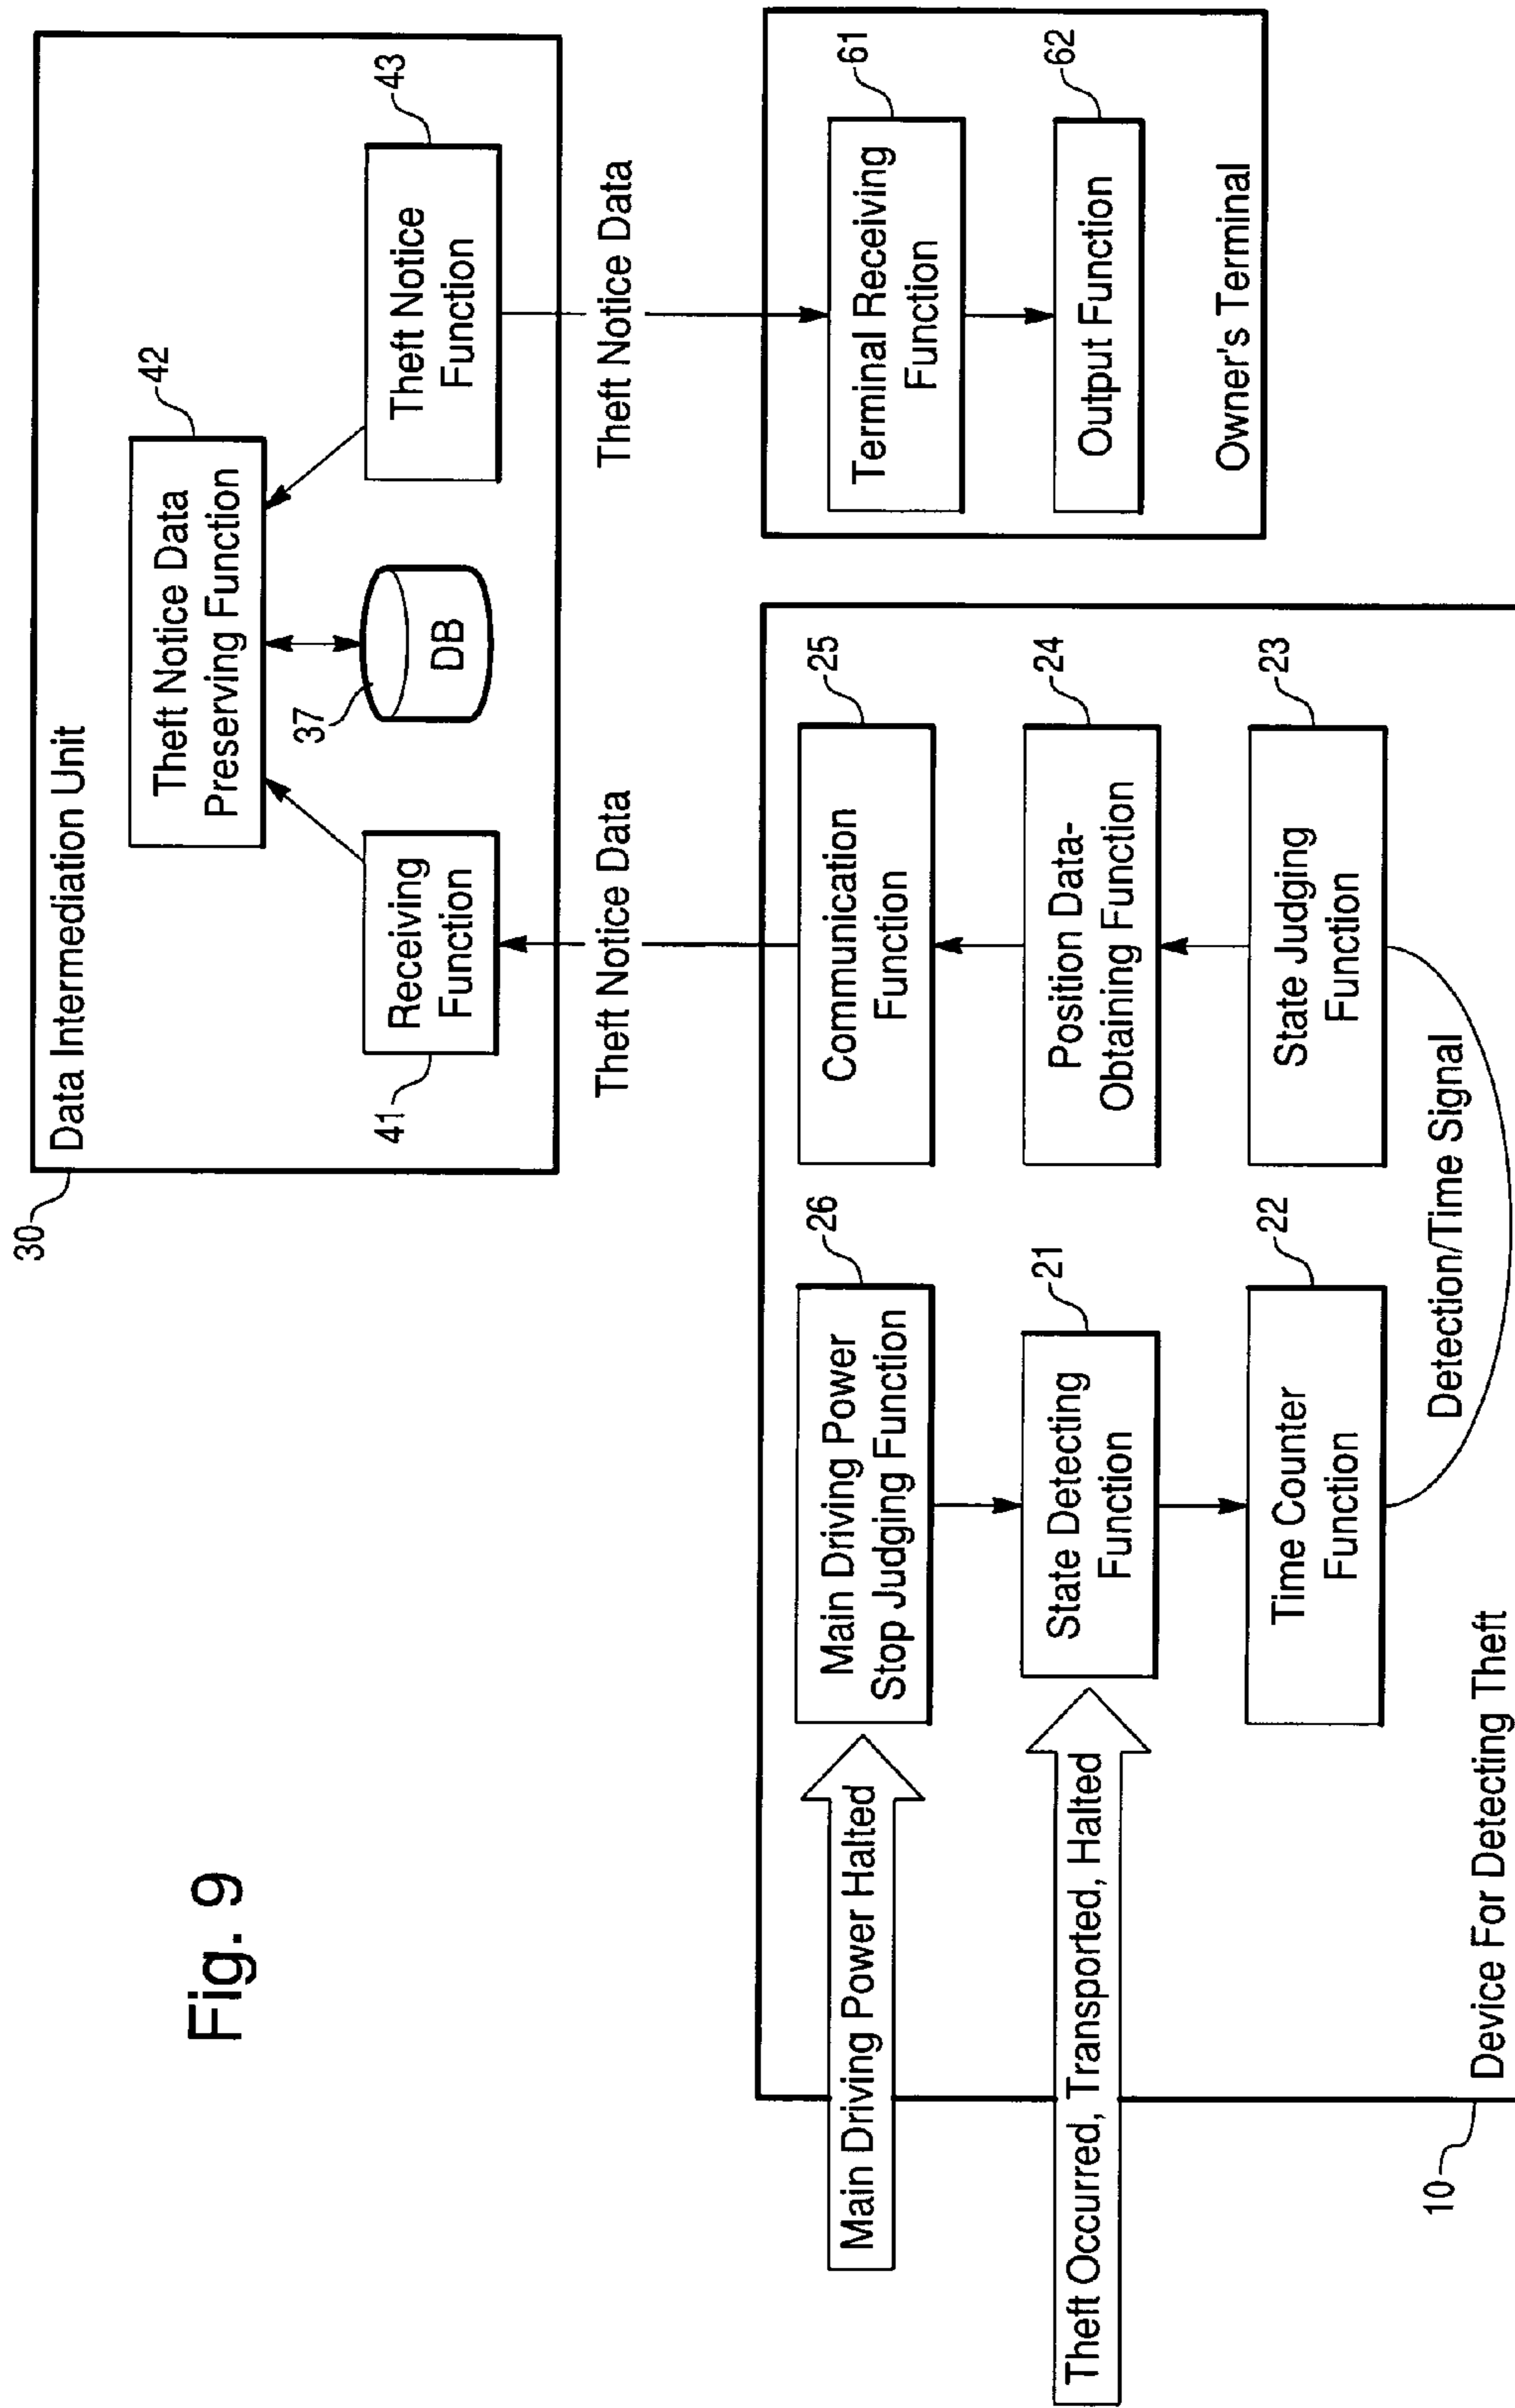 Fig. 9
30
Data Intermediation Unit
42
Theft Notice Data
Preserving Function
37
DB
41
Receiving
Function
43
Theft Notice
Function
Theft Notice Data
Theft Notice Data
Main Driving Power Halted
Theft Occurred, Transported, Halted
26
Main Driving Power
Stop Judging Function
21
State Detecting
Function
22
Time Counter
Function
Detection/Time Signal
25
Communication
Function
24
Position Data-
Obtaining Function
23
State Judging
Function
10
Device For Detecting Theft
61
Terminal Receiving
Function
62
Output Function
Owner's Terminal